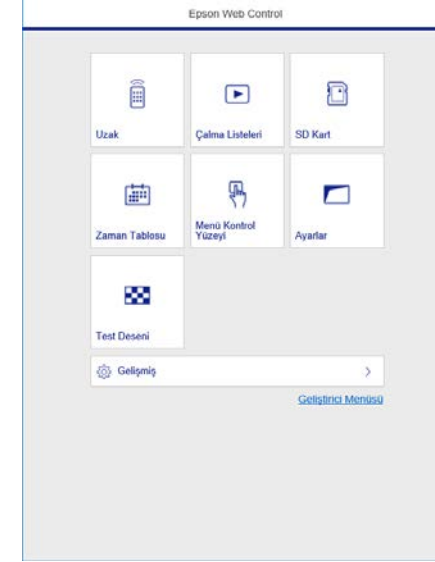 Epson Web Control
Uzak
Çalma Listeleri
SD Kart
Zaman Tablosu
Menü Kontrol
Yüzeyi
Ayarlar
Test Deseni
Gelişmiş
Geliştirici Menüsü